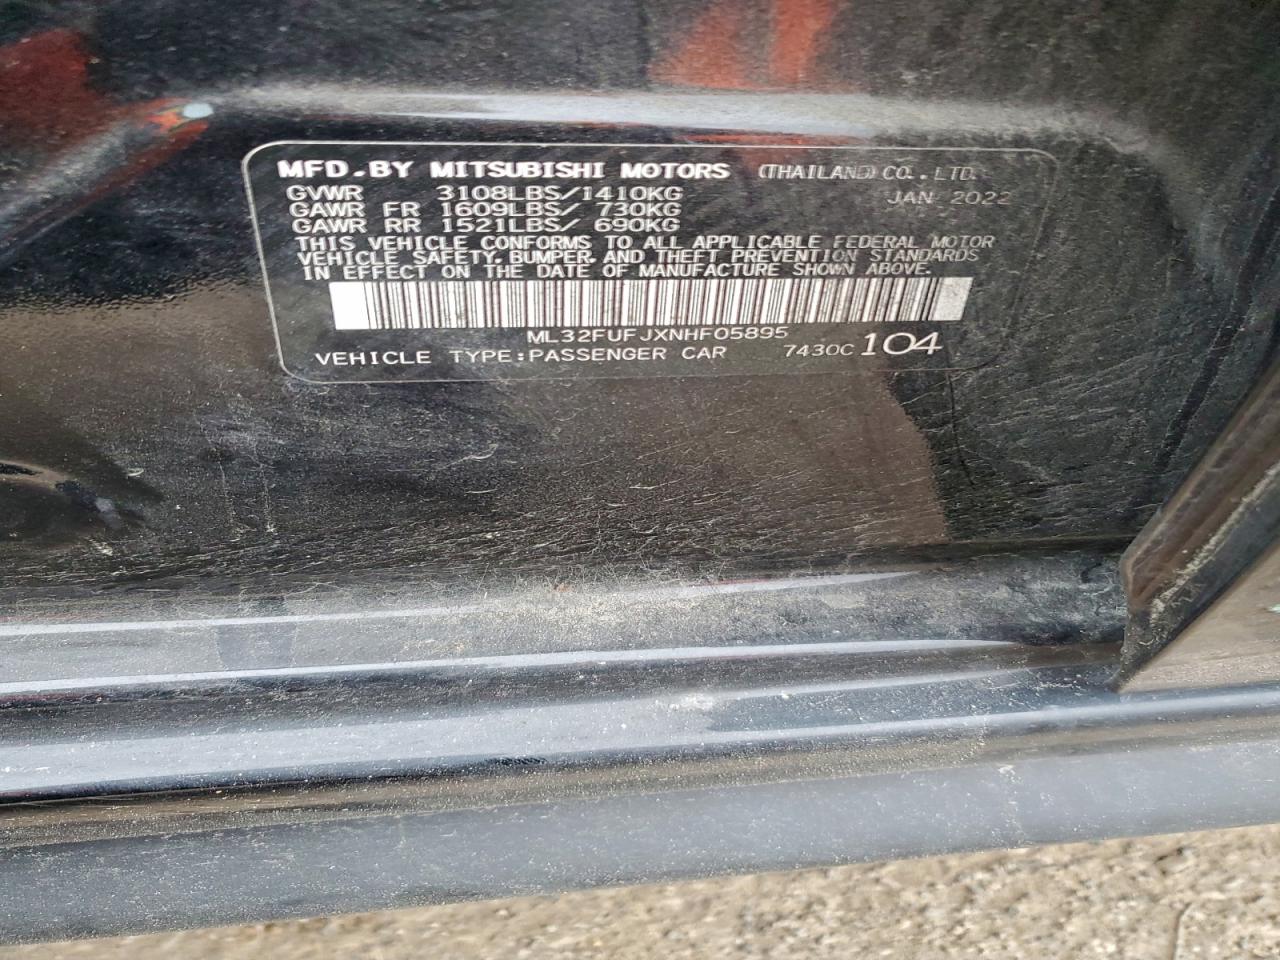 MFD.BY MITSUBISHI MOTORS (THAILAND) CO., LTD.
GVWR 3108LBS/1410KG JAN 2022
GAWR FR 1609LBS/ 730KG
GAWR RR 1521LBS/ 690KG
THIS VEHICLE CONFORMS TO ALL APPLICABLE FEDERAL MOTOR
VEHICLE SAFETY, BUMPER, AND THEFT PREVENTION STANDARDS
IN EFFECT ON THE DATE OF MANUFACTURE SHOWN ABOVE.
ML32FUFJXNHF05895
VEHICLE TYPE:PASSENGER CAR 7430C 104